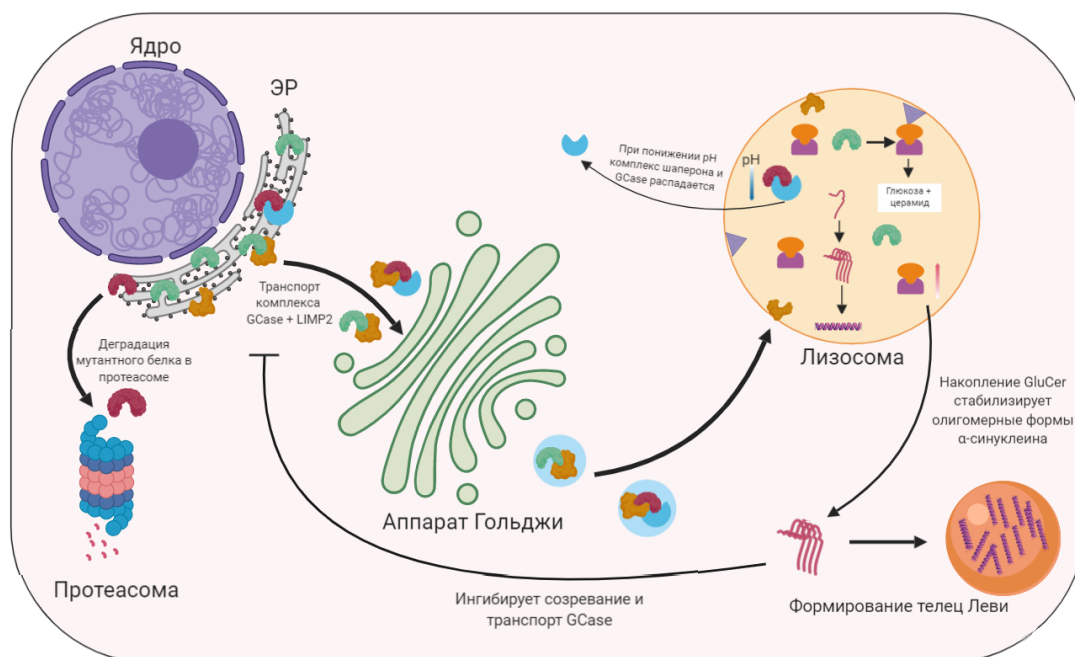 Ядро
ЭР
Транспорт
комплекса
GCase + LIMP2
Деградация
мутантного белка в
протеасоме
Протеасома
Аппарат Гольджи
При понижении pH
комплекс шаперона и
GCase распадается
pH
Глюкоза +
церамид
Лизосома
Накопление GluCer
стабилизирует
олигомерные формы
α-синуклеина
Ингибирует созревание и
транспорт GCase
Формирование телец Леви